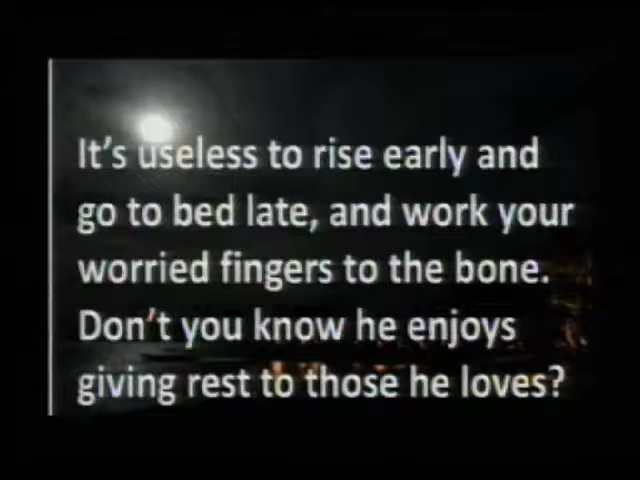 It's useless to rise early and
go to bed late, and work your
worried fingers to the bone.
Don't you know he enjoys
giving rest to those he loves?